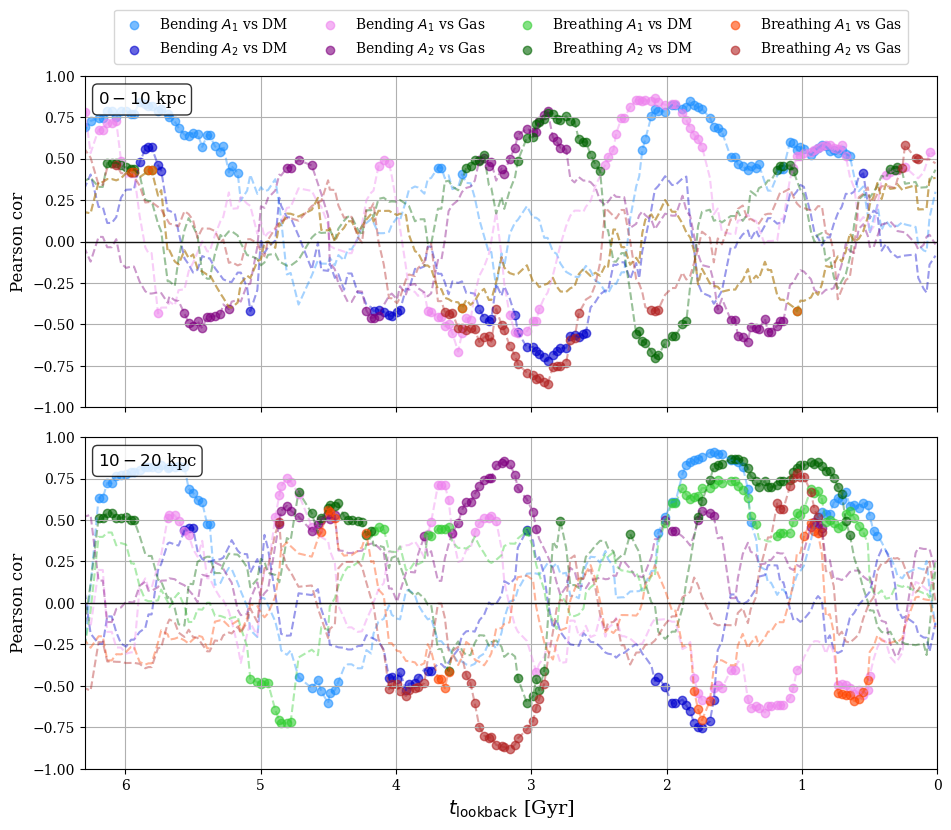 Bending A₁ vs DM Bending A₁ vs Gas Breathing A₁ vs DM Breathing A₁ vs Gas
Bending A₂ vs DM Bending A₂ vs Gas Breathing A₂ vs DM Breathing A₂ vs Gas
1.00
0 − 10 kpc
0.75
0.50
0.25
0.00
−0.25
−0.50
−0.75
−1.00
Pearson cor
1.00
10 − 20 kpc
0.75
0.50
0.25
0.00
−0.25
−0.50
−0.75
−1.00
Pearson cor
6 5 4 3 2 1 0
t_lookback [Gyr]